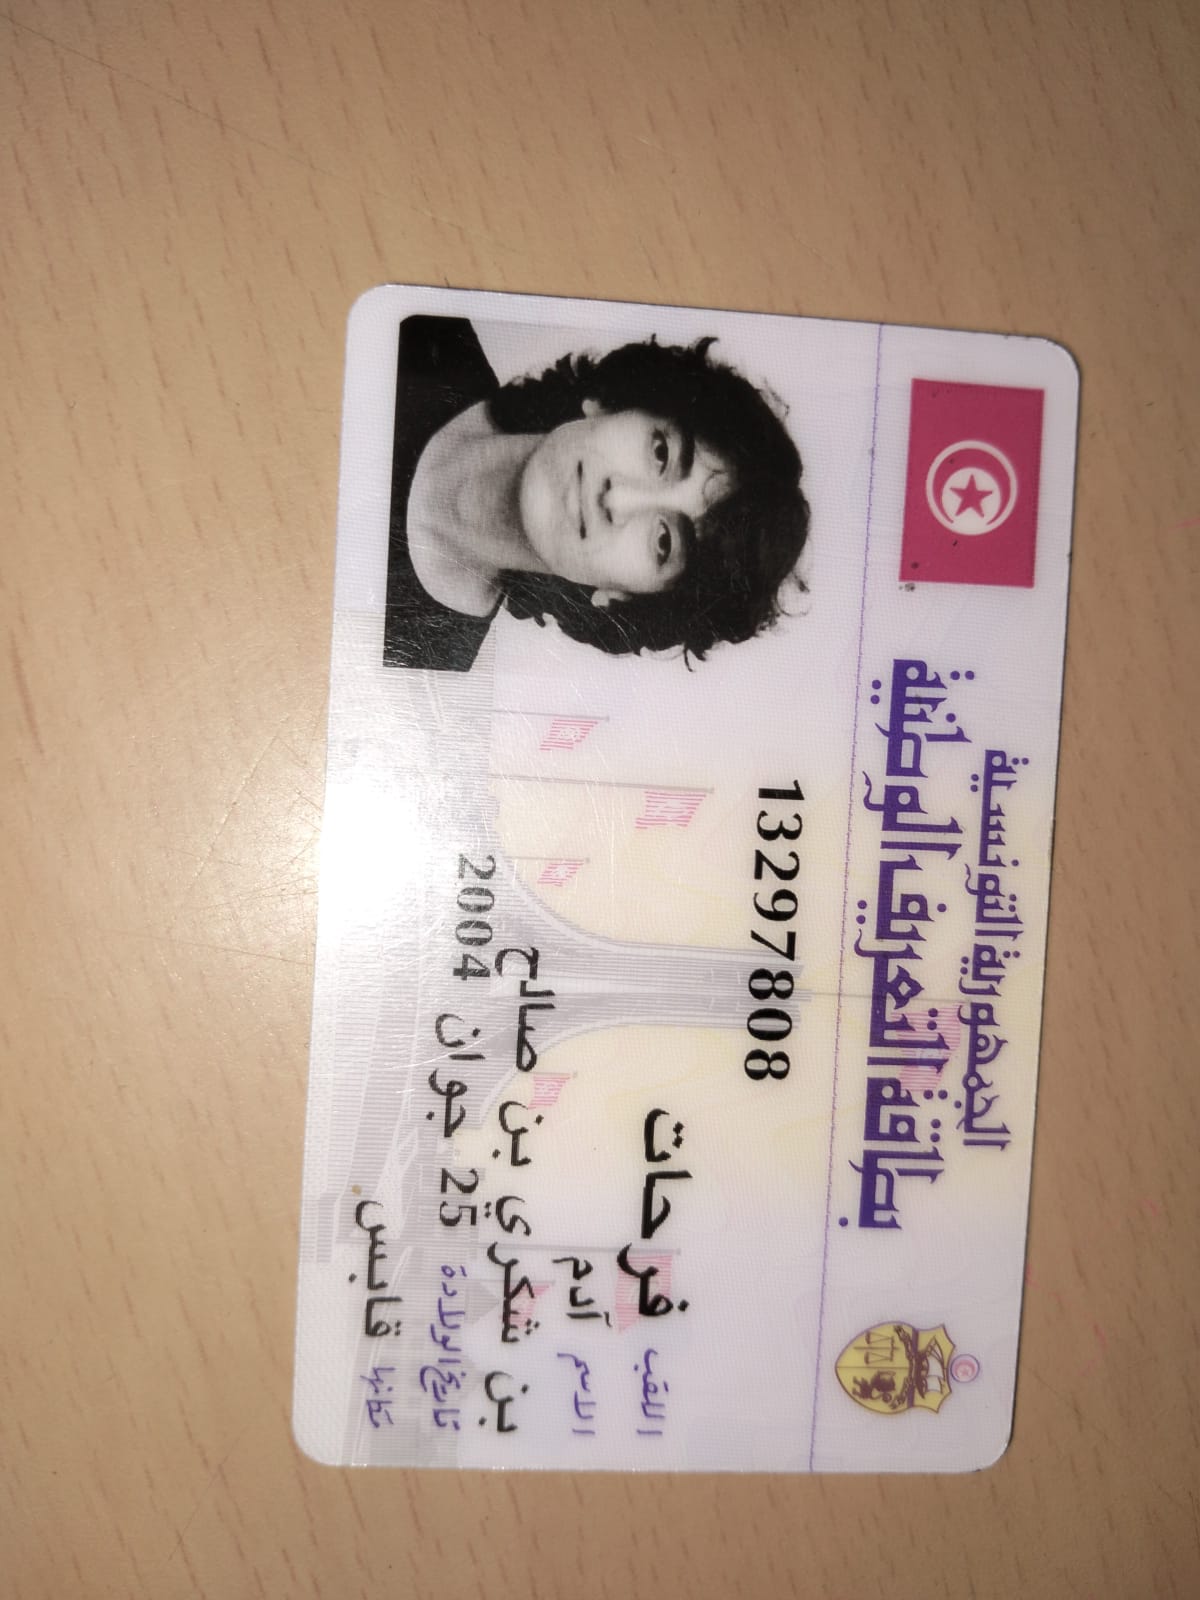 الجمهورية التونسية
بطاقة التعريف الوطنية
13297808
اللقب فرحات
الاسم آدم
بن شكري بن صالح
تاريخ الولادة 25 جوان 2004
مكانها قابس